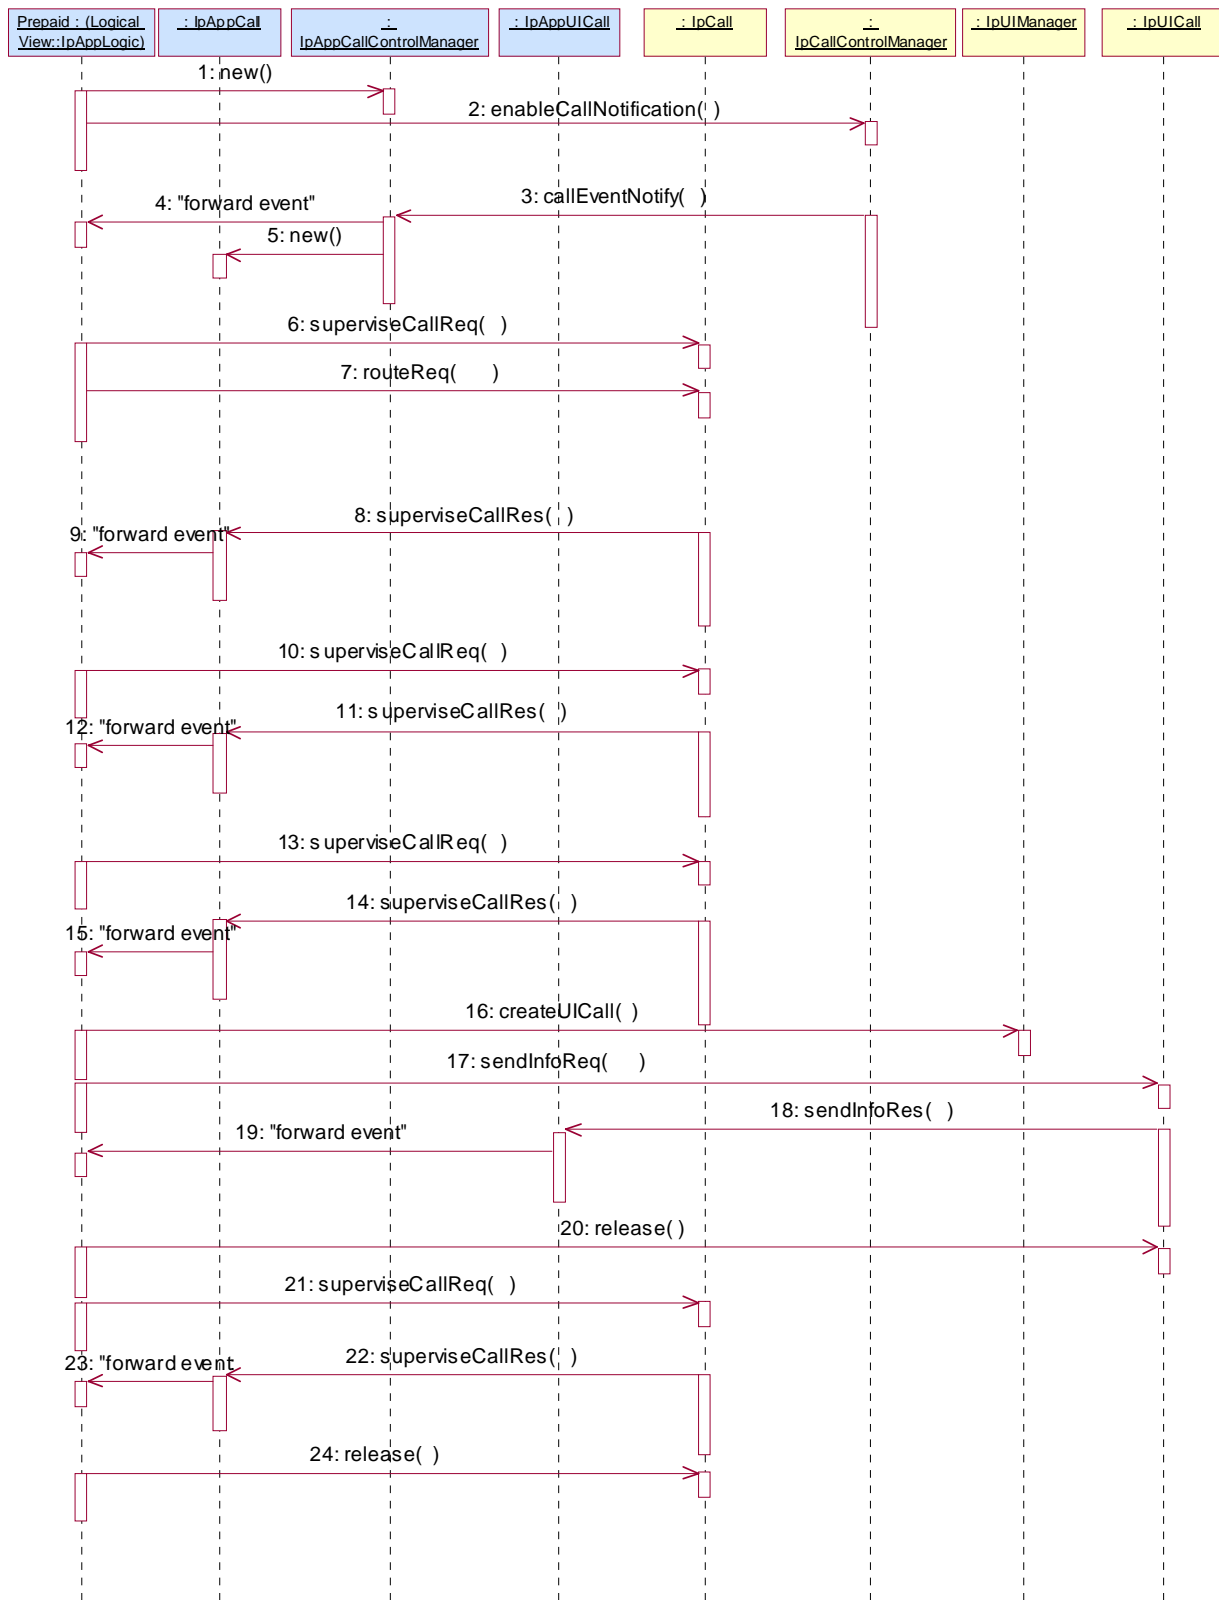 Prepaid : (Logical View::IpAppLogic)
: IpAppCall
: IpAppCallControlManager
: IpAppUICall
: IpCall
: IpCallControlManager
: IpUIManager
: IpUICall
1: new()
2: enableCallNotification( )
3: callEventNotify( )
4: "forward event"
5: new()
6: superviseCallReq( )
7: routeReq( )
8: superviseCallRes( )
9: "forward event"
10: superviseCallReq( )
11: superviseCallRes( )
12: "forward event"
13: superviseCallReq( )
14: superviseCallRes( )
15: "forward event"
16: createUICall( )
17: sendInfoReq( )
18: sendInfoRes( )
19: "forward event"
20: release( )
21: superviseCallReq( )
22: superviseCallRes( )
23: "forward event
24: release( )